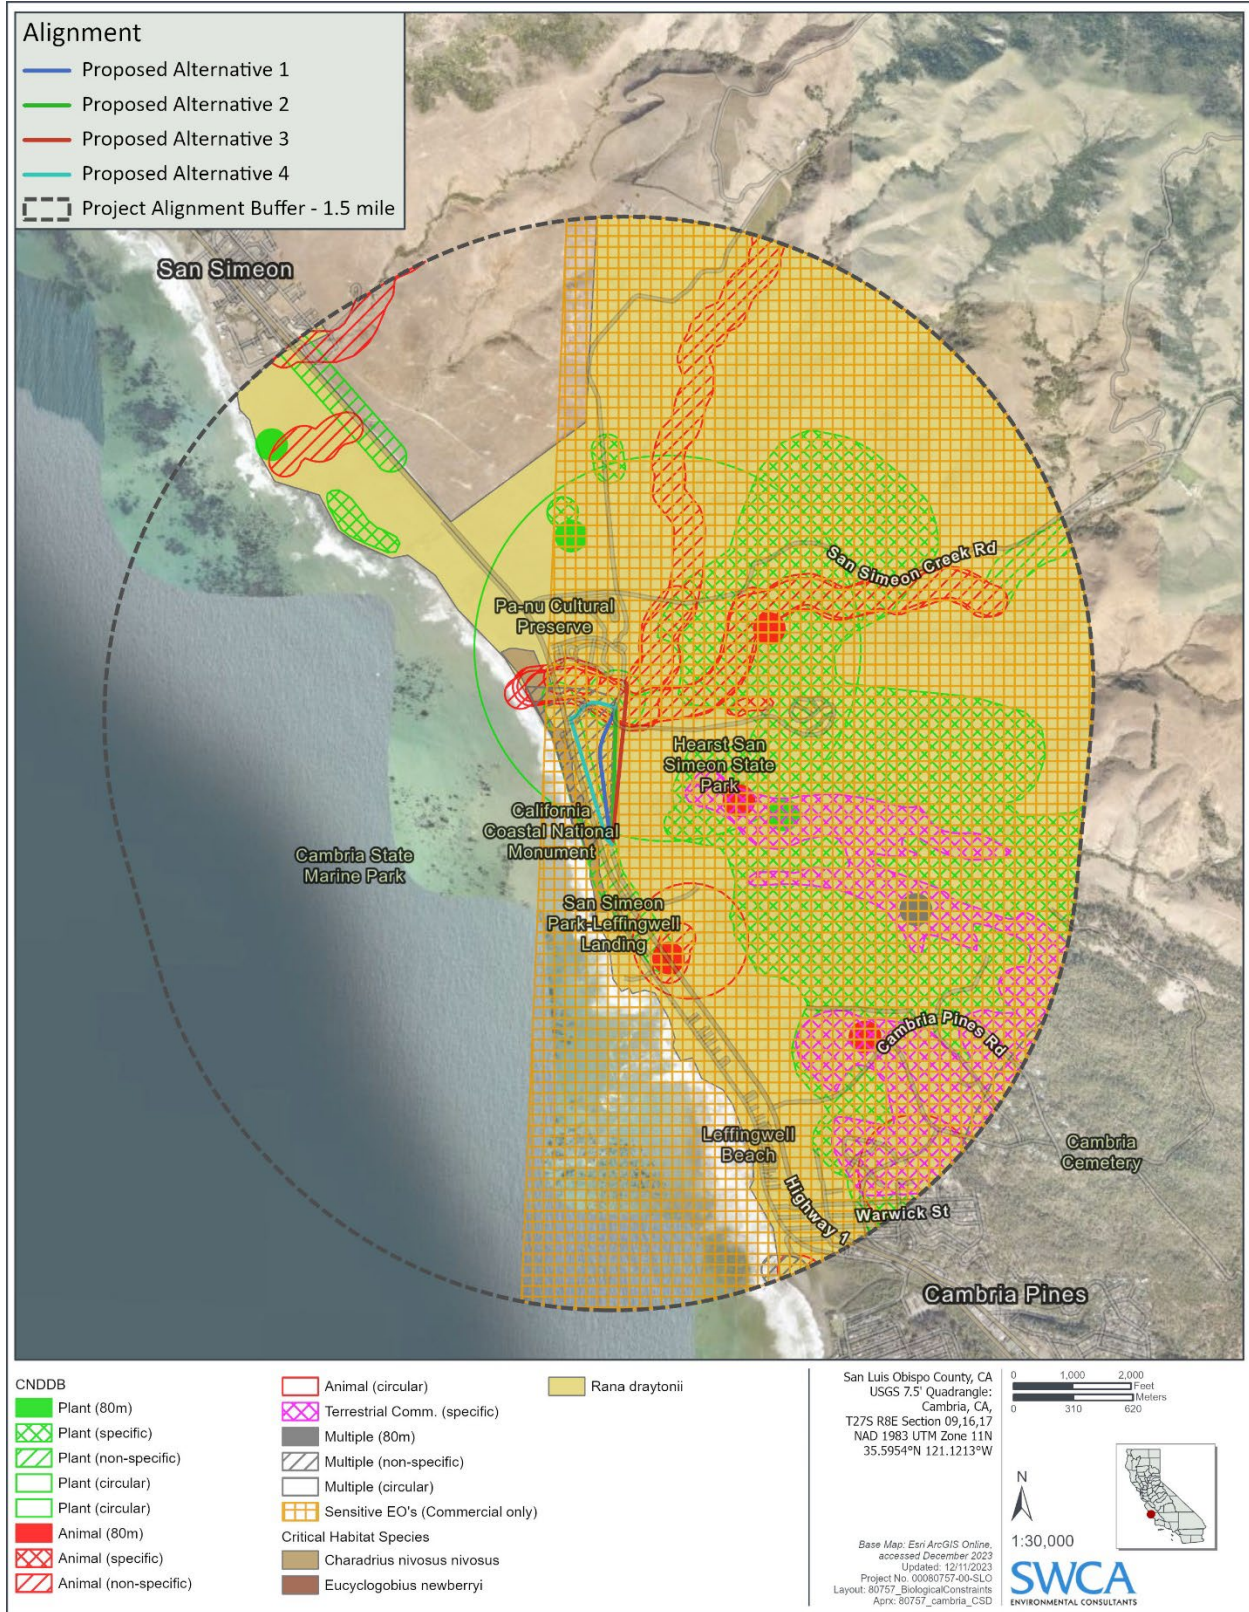 Alignment
Proposed Alternative 1
Proposed Alternative 2
Proposed Alternative 3
Proposed Alternative 4
Project Alignment Buffer - 1.5 mile
San Simeon
San Simeon Creek Rd
Pa-nu Cultural
Preserve
Hearst San
Simeon State
Park
California
Coastal National
Monument
Cambria State
Marine Park
San Simeon
Park-Leffingwell
Landing
Cambria Pines Rd
Leffingwell
Beach
Cambria
Cemetery
Highway 1
Warwick St
Cambria Pines
CNDDB
Plant (80m)
Plant (specific)
Plant (non-specific)
Plant (circular)
Plant (circular)
Animal (80m)
Animal (specific)
Animal (non-specific)
Animal (circular)
Terrestrial Comm. (specific)
Multiple (80m)
Multiple (non-specific)
Multiple (circular)
Sensitive EO's (Commercial only)
Critical Habitat Species
Charadrius nivosus nivosus
Eucyclogobius newberryi
Rana draytonii
San Luis Obispo County, CA
USGS 7.5' Quadrangle:
Cambria, CA,
T27S R8E Section 09,16,17
NAD 1983 UTM Zone 11N
35.5954°N 121.1213°W
Base Map: Esri ArcGIS Online,
accessed December 2023
Updated: 12/11/2023
Project No. 00080757-00-SLO
Layout: 80757_BiologicalConstraints
Aprx: 80757_cambria_CSD
0 1,000 2,000
Feet
Meters
0 310 620
N
1:30,000
SWCA
ENVIRONMENTAL CONSULTANTS